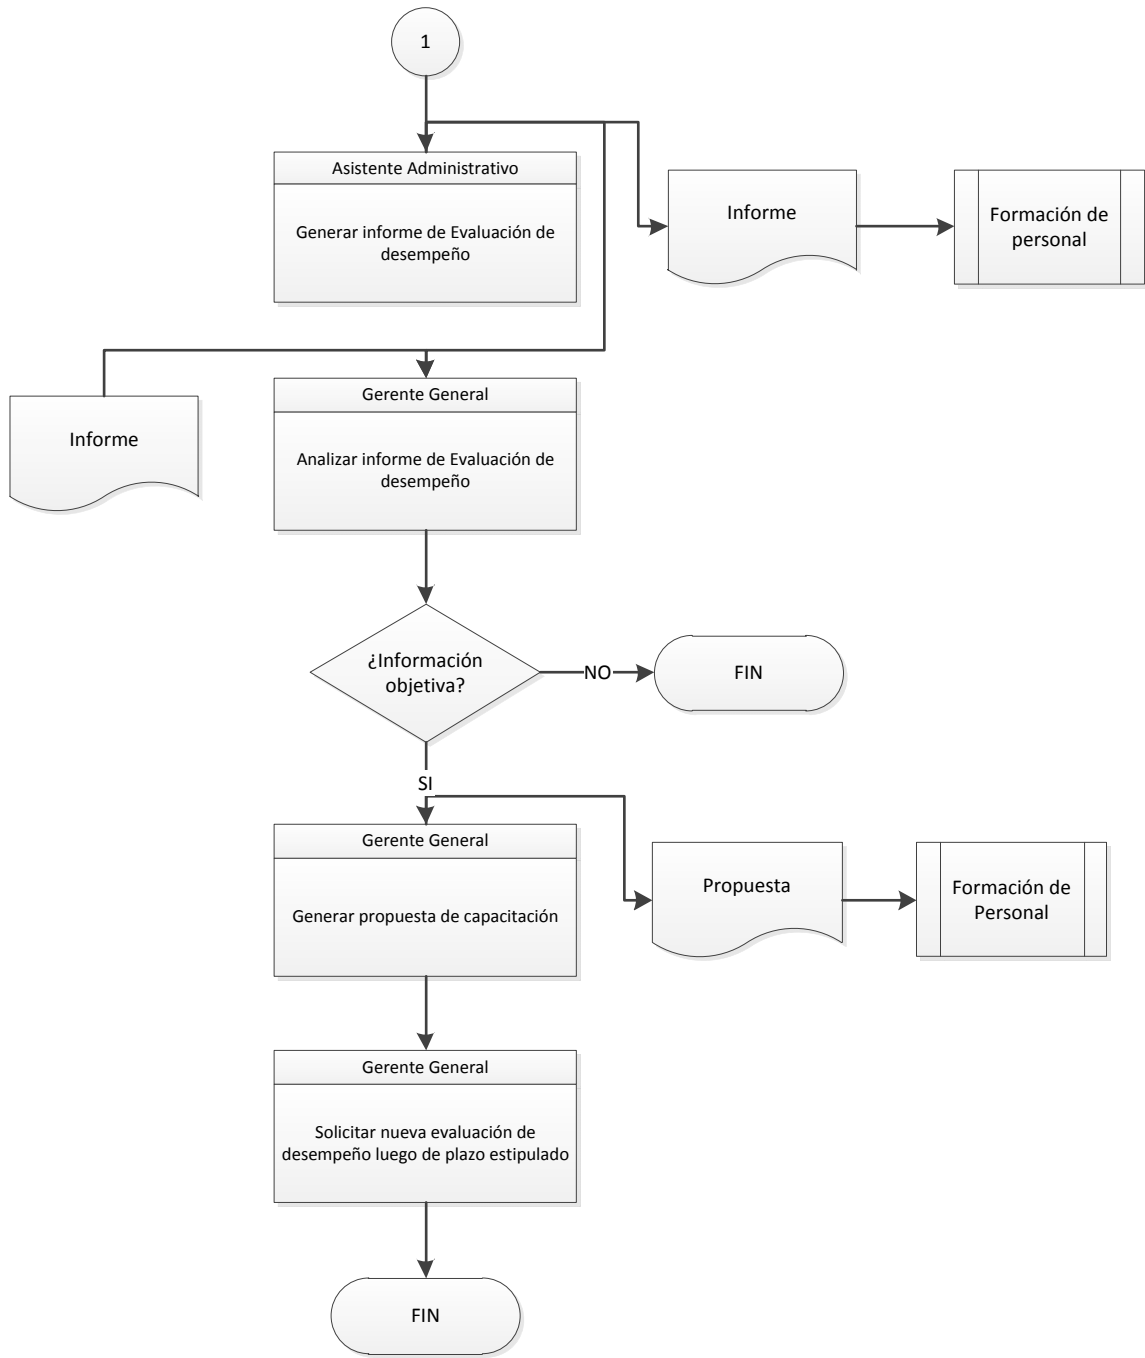 1
Asistente Administrativo
Generar informe de Evaluación de
desempeño
Informe
Formación de
personal
Informe
Gerente General
Analizar informe de Evaluación de
desempeño
¿Información
objetiva?
NO
FIN
SI
Gerente General
Generar propuesta de capacitación
Propuesta
Formación de
Personal
Gerente General
Solicitar nueva evaluación de
desempeño luego de plazo estipulado
FIN